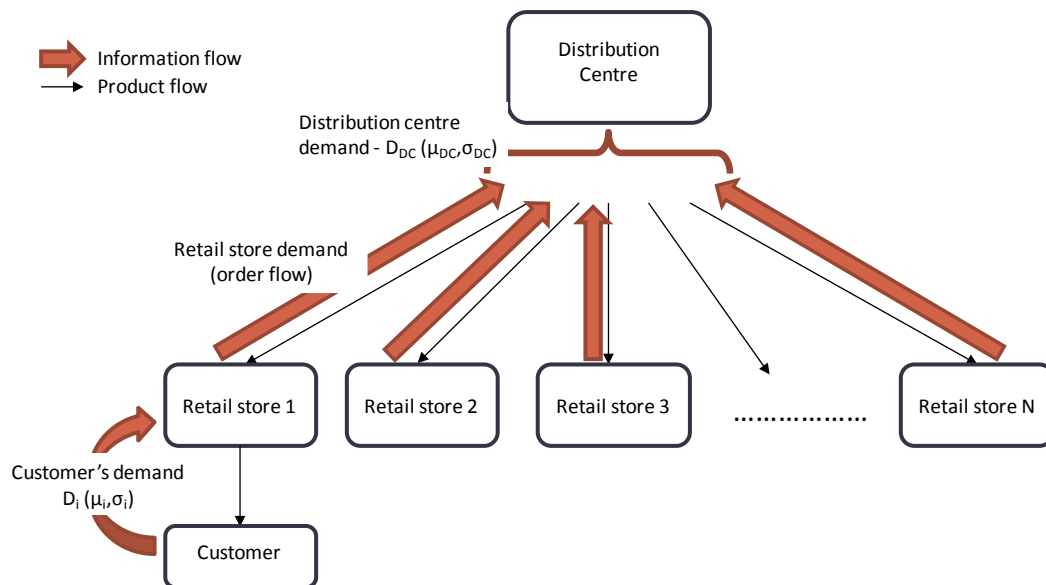 Distribution
Centre
Information flow
Product flow
Distribution centre
demand - D_DC (μ_DC,σ_DC)
Retail store demand
(order flow)
Retail store 1
Retail store 2
Retail store 3
………………
Retail store N
Customer’s demand
D_i (μ_i,σ_i)
Customer